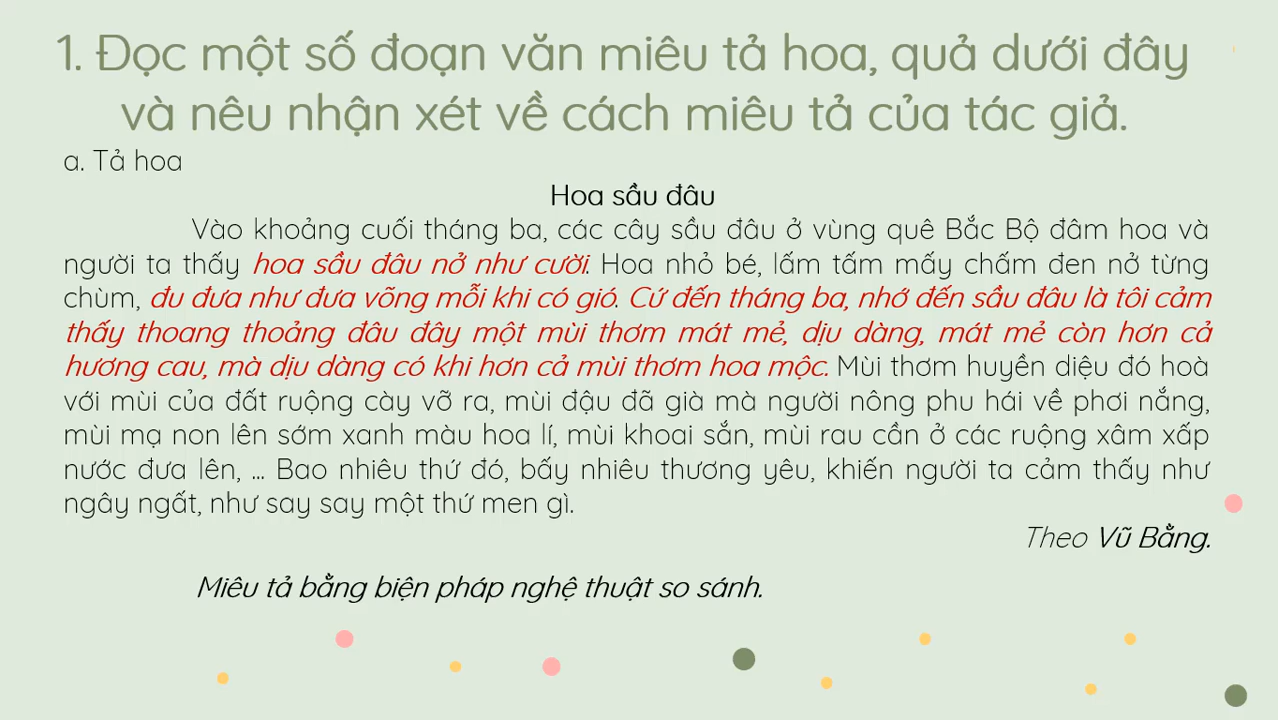 1. Đọc một số đoạn văn miêu tả hoa, quả dưới đây
và nêu nhận xét về cách miêu tả của tác giả.
a. Tả hoa
Hoa sầu đâu
Vào khoảng cuối tháng ba, các cây sầu đâu ở vùng quê Bắc Bộ đâm hoa và
người ta thấy hoa sầu đâu nở như cười. Hoa nhỏ bé, lấm tấm mấy chấm đen nở từng
chùm, đu đưa như đưa võng mỗi khi có gió. Cứ đến tháng ba, nhớ đến sầu đâu là tôi cảm
thấy thoang thoảng đâu đây một mùi thơm mát mẻ, dịu dàng, mát mẻ còn hơn cả
hương cau, mà dịu dàng có khi hơn cả mùi thơm hoa mộc. Mùi thơm huyền diệu đó hoà
với mùi của đất ruộng cày vỡ ra, mùi đậu đã già mà người nông phu hái về phơi nắng,
mùi mạ non lên sớm xanh màu hoa lí, mùi khoai sắn, mùi rau cần ở các ruộng xâm xấp
nước đưa lên, ... Bao nhiêu thứ đó, bấy nhiêu thương yêu, khiến người ta cảm thấy như
ngây ngất, như say say một thứ men gì.
Theo Vũ Bằng.
Miêu tả bằng biện pháp nghệ thuật so sánh.